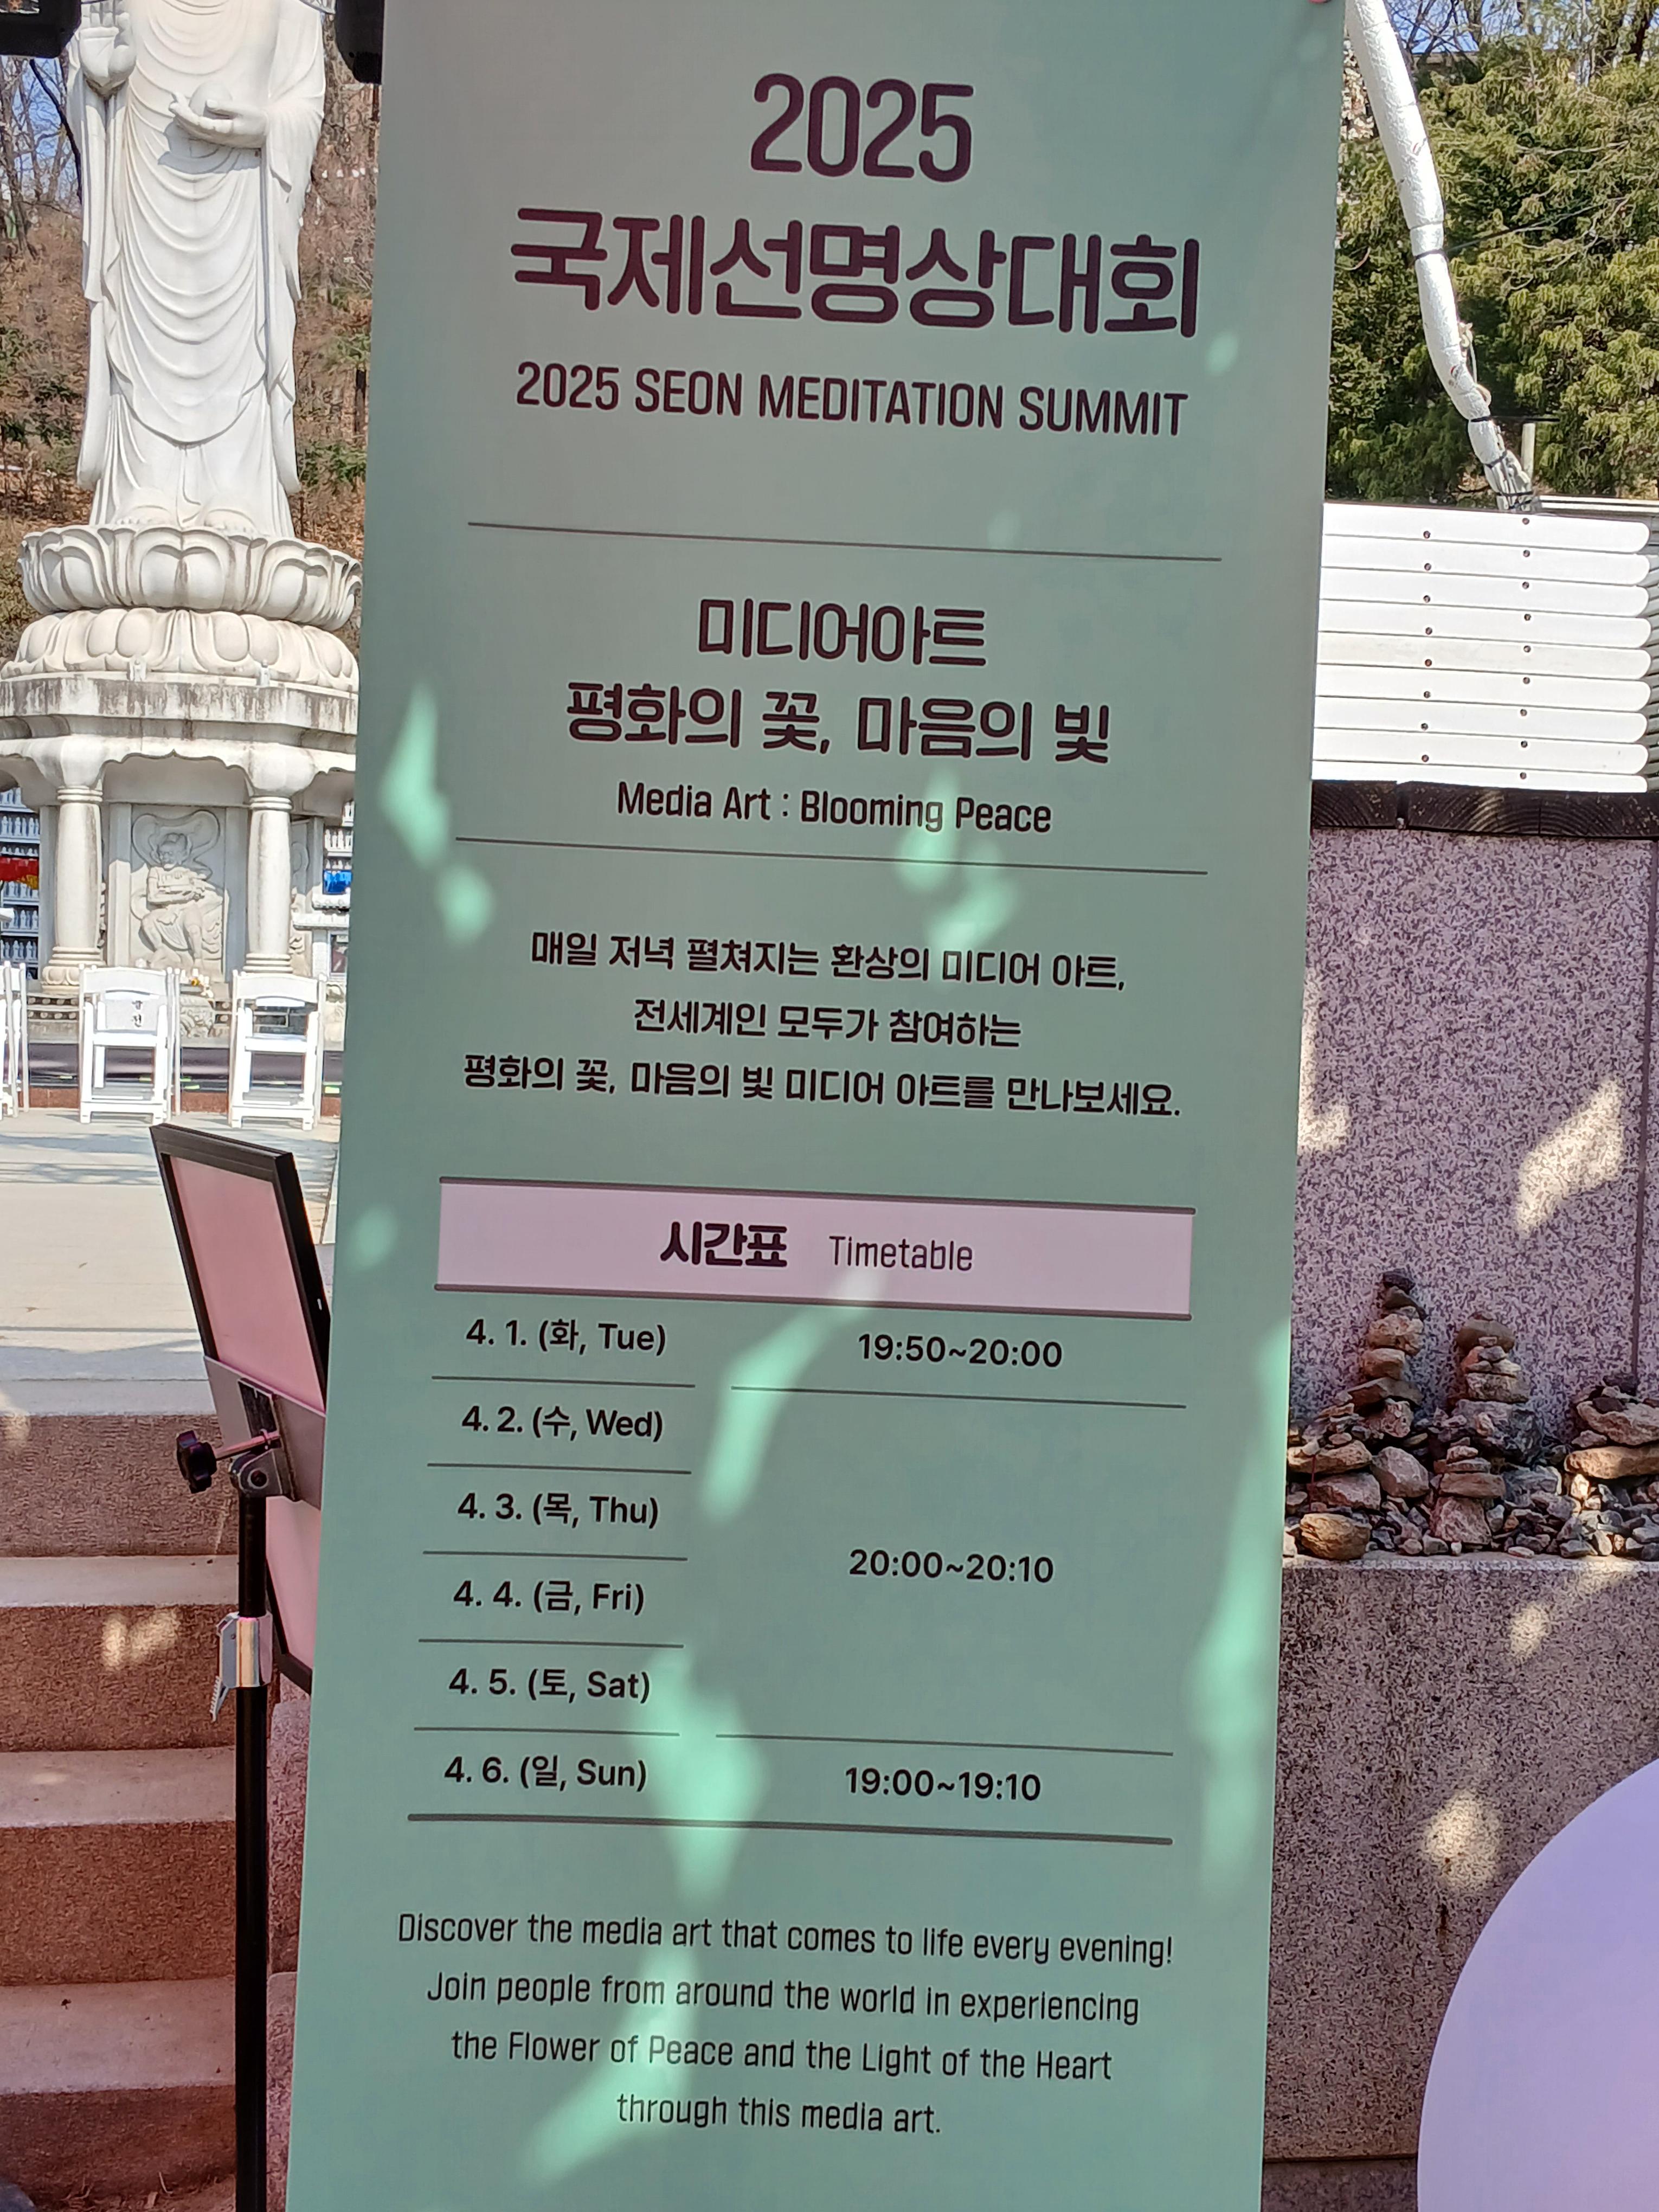 2025
국제선명상대회
2025 SEON MEDITATION SUMMIT
미디어아트
평화의 꽃, 마음의 빛
Media Art : Blooming Peace
매일 저녁 펼쳐지는 환상의 미디어 아트,
전세계인 모두가 참여하는
평화의 꽃, 마음의 빛 미디어 아트를 만나보세요.
시간표 Timetable
4. 1. (화, Tue) 19:50~20:00
4. 2. (수, Wed)
4. 3. (목, Thu)
20:00~20:10
4. 4. (금, Fri)
4. 5. (토, Sat)
4. 6. (일, Sun) 19:00~19:10
Discover the media art that comes to life every evening!
Join people from around the world in experiencing
the Flower of Peace and the Light of the Heart
through this media art.